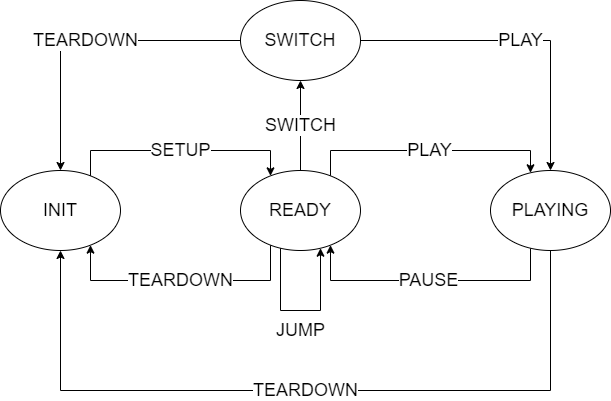 TEARDOWN
SWITCH
PLAY
SWITCH
SETUP
PLAY
INIT
READY
PLAYING
TEARDOWN
PAUSE
JUMP
TEARDOWN